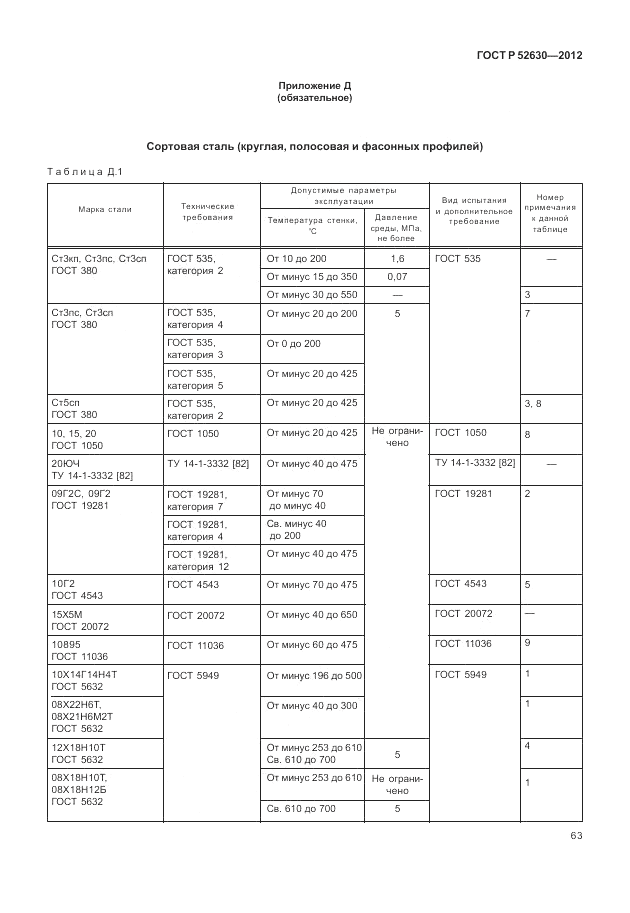 ГОСТ Р 52630—2012
Приложение Д
(обязательное)
Сортовая сталь (круглая, полосовая и фасонных профилей)
Таблица Д.1
Марка стали
Технические
требования
Допустимые параметры
эксплуатации
Температура стенки,
°С
Давление
среды, МПа,
не более
Вид испытания
и дополнительное
требование
Номер
примечания
к данной
таблице
Ст3кп, Ст3пс, Ст3сп
ГОСТ 380
ГОСТ 535,
категория 2
От 10 до 200
1,6
ГОСТ 535
—
От минус 15 до 350
0,07
От минус 30 до 550
—
3
Ст3пс, Ст3сп
ГОСТ 380
ГОСТ 535,
категория 4
От минус 20 до 200
5
7
ГОСТ 535,
категория 3
От 0 до 200
ГОСТ 535,
категория 5
От минус 20 до 425
Ст5сп
ГОСТ 380
ГОСТ 535,
категория 2
От минус 20 до 425
3, 8
10, 15, 20
ГОСТ 1050
ГОСТ 1050
От минус 20 до 425
Не ограни-
чено
ГОСТ 1050
8
20ЮЧ
ТУ 14-1-3332 [82]
ТУ 14-1-3332 [82]
От минус 40 до 475
ТУ 14-1-3332 [82]
—
09Г2С, 09Г2
ГОСТ 19281
ГОСТ 19281,
категория 7
От минус 70
до минус 40
ГОСТ 19281
2
ГОСТ 19281,
категория 4
Св. минус 40
до 200
ГОСТ 19281,
категория 12
От минус 40 до 475
10Г2
ГОСТ 4543
ГОСТ 4543
От минус 70 до 475
ГОСТ 4543
5
15Х5М
ГОСТ 20072
ГОСТ 20072
От минус 40 до 650
ГОСТ 20072
—
10895
ГОСТ 11036
ГОСТ 11036
От минус 60 до 475
ГОСТ 11036
9
10Х14Г14Н4Т
ГОСТ 5632
ГОСТ 5949
От минус 196 до 500
ГОСТ 5949
1
08Х22Н6Т,
08Х21Н6М2Т
ГОСТ 5632
От минус 40 до 300
1
12Х18Н10Т
ГОСТ 5632
От минус 253 до 610
Св. 610 до 700
5
4
08Х18Н10Т,
08Х18Н12Б
ГОСТ 5632
От минус 253 до 610
Не ограни-
чено
1
Св. 610 до 700
5
63